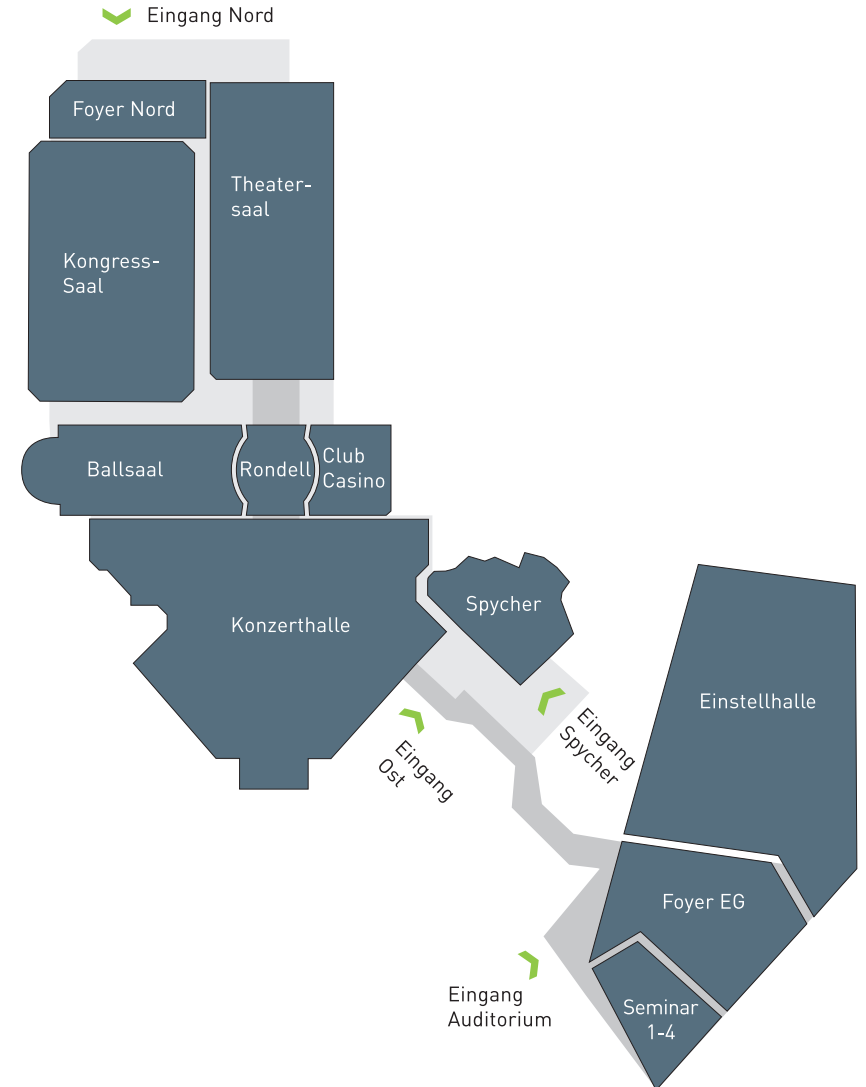 Eingang Nord
Foyer Nord
Theater-
saal
Kongress-
Saal
Ballsaal
Rondell
Club
Casino
Spycher
Konzerthalle
Einstellhalle
Eingang
Spycher
Eingang
Ost
Foyer EG
Eingang
Auditorium
Seminar
1-4